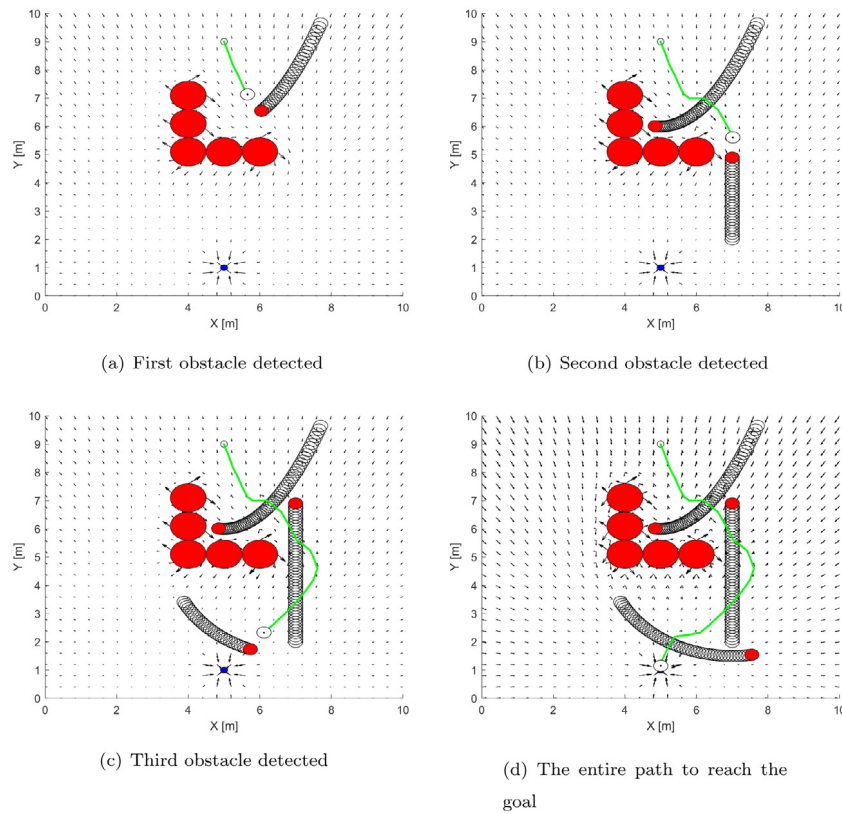 10
9
8
7
6
5
4
3
2
1
0
Y [m]
0 2 4 6 8 10
X [m]
(a) First obstacle detected
10
9
8
7
6
5
4
3
2
1
0
Y [m]
0 2 4 6 8 10
X [m]
(b) Second obstacle detected
10
9
8
7
6
5
4
3
2
1
0
Y [m]
0 2 4 6 8 10
X [m]
(c) Third obstacle detected
10
9
8
7
6
5
4
3
2
1
0
Y [m]
0 2 4 6 8 10
X [m]
(d) The entire path to reach the
goal